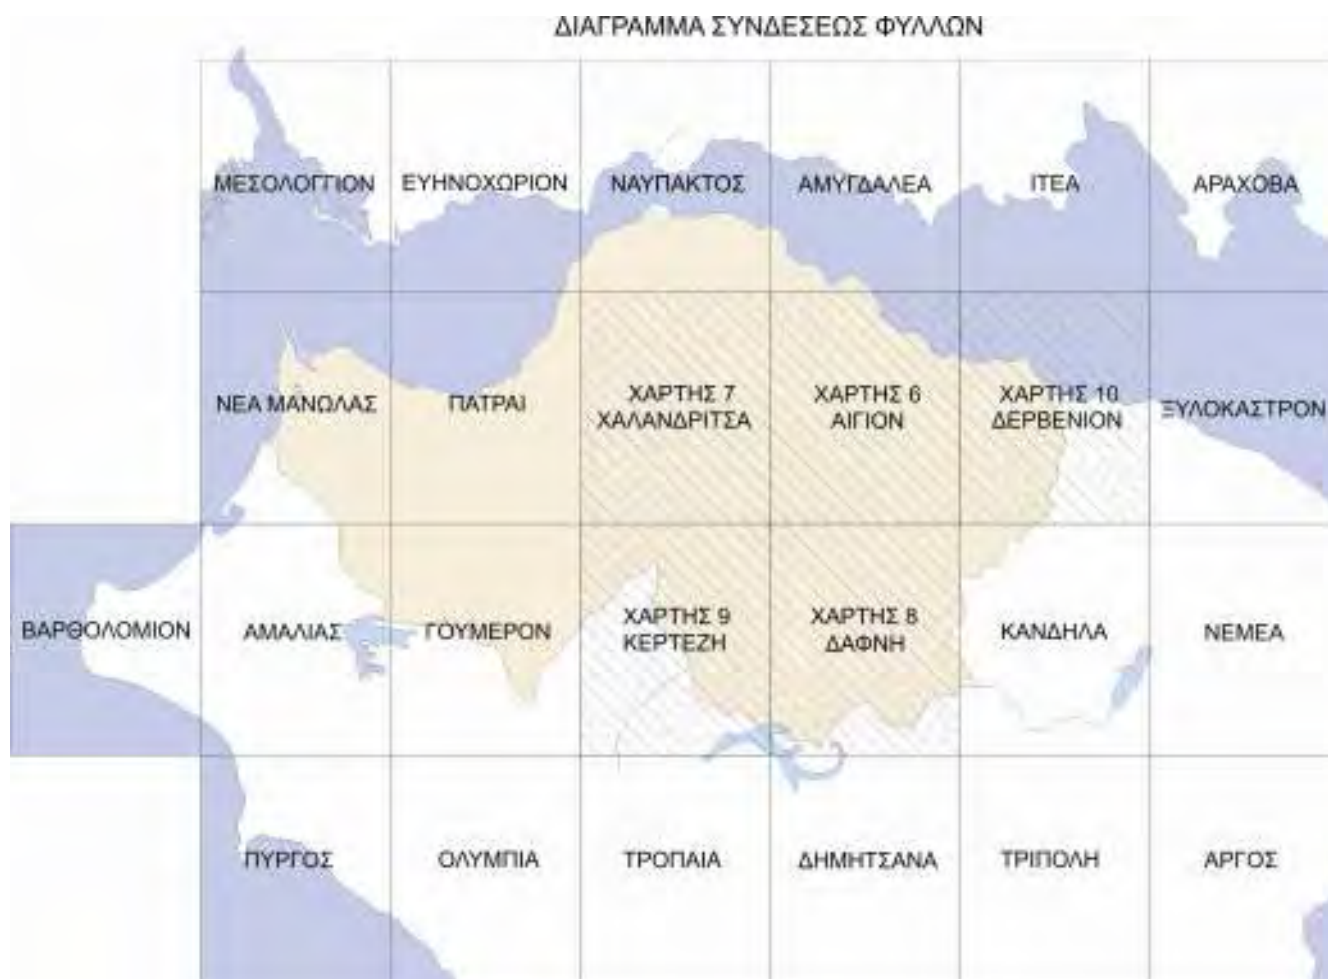 ΔΙΑΓΡΑΜΜΑ ΣΥΝΔΕΣΕΩΣ ΦΥΛΛΩΝ
ΜΕΣΟΛΟΓΓΙΟΝ
ΕΥΗΝΟΧΩΡΙΟΝ
ΝΑΥΠΑΚΤΟΣ
ΑΜΥΓΔΑΛΕΑ
ΙΤΕΑ
ΑΡΑΧΟΒΑ
ΝΕΑ ΜΑΝΩΛΑΣ
ΠΑΤΡΑΙ
ΧΑΡΤΗΣ 7
ΧΑΛΑΝΔΡΙΤΣΑ
ΧΑΡΤΗΣ 6
ΑΙΓΙΟΝ
ΧΑΡΤΗΣ 10
ΔΕΡΒΕΝΙΟΝ
ΞΥΛΟΚΑΣΤΡΟΝ
ΒΑΡΘΟΛΟΜΙΟΝ
ΑΜΑΛΙΑΣ
ΓΟΥΜΕΡΟΝ
ΧΑΡΤΗΣ 9
ΚΕΡΤΕΖΗ
ΧΑΡΤΗΣ 8
ΔΑΦΝΗ
ΚΑΝΔΗΛΑ
ΝΕΜΕΑ
ΠΥΡΓΟΣ
ΟΛΥΜΠΙΑ
ΤΡΟΠΑΙΑ
ΔΗΜΗΤΣΑΝΑ
ΤΡΙΠΟΛΗ
ΑΡΓΟΣ